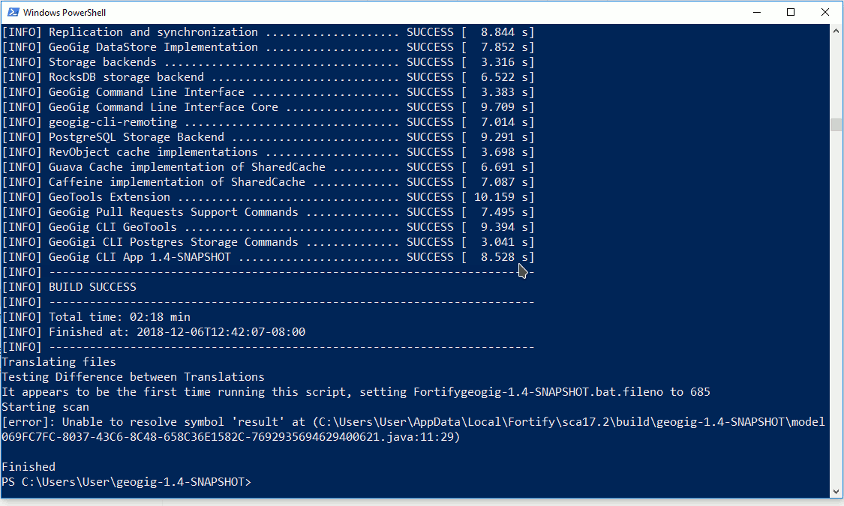 Windows PowerShell
[INFO] Replication and synchronization .................... SUCCESS [  8.844 s]
[INFO] GeoGig DataStore Implementation .................... SUCCESS [  7.852 s]
[INFO] Storage backends ................................... SUCCESS [  3.316 s]
[INFO] RocksDB storage backend ............................ SUCCESS [  6.522 s]
[INFO] GeoGig Command Line Interface ...................... SUCCESS [  3.383 s]
[INFO] GeoGig Command Line Interface Core ................. SUCCESS [  9.709 s]
[INFO] geogig-cli-remoting ................................ SUCCESS [  7.014 s]
[INFO] PostgreSQL Storage Backend ......................... SUCCESS [  9.291 s]
[INFO] RevObject cache implementations .................... SUCCESS [  3.698 s]
[INFO] Guava Cache implementation of SharedCache .......... SUCCESS [  6.691 s]
[INFO] Caffeine implementation of SharedCache ............. SUCCESS [  7.087 s]
[INFO] GeoTools Extension ................................. SUCCESS [ 10.159 s]
[INFO] GeoGig Pull Requests Support Commands .............. SUCCESS [  7.495 s]
[INFO] GeoGig CLI GeoTools ................................ SUCCESS [  9.394 s]
[INFO] GeoGigi CLI Postgres Storage Commands .............. SUCCESS [  3.041 s]
[INFO] GeoGig CLI App 1.4-SNAPSHOT ........................ SUCCESS [  8.528 s]
[INFO] ------------------------------------------------------------------------
[INFO] BUILD SUCCESS
[INFO] ------------------------------------------------------------------------
[INFO] Total time: 02:18 min
[INFO] Finished at: 2018-12-06T12:42:07-08:00
[INFO] ------------------------------------------------------------------------
Translating files
Testing Difference between Translations
It appears to be the first time running this script, setting Fortifygeogig-1.4-SNAPSHOT.bat.fileno to 685
Starting scan
[error]: Unable to resolve symbol 'result' at (C:\Users\User\AppData\Local\Fortify\sca17.2\build\geogig-1.4-SNAPSHOT\model
069FC7FC-8037-43C6-8C48-658C36E1582C-7692935694629400621.java:11:29)
Finished
PS C:\Users\User\geogig-1.4-SNAPSHOT>